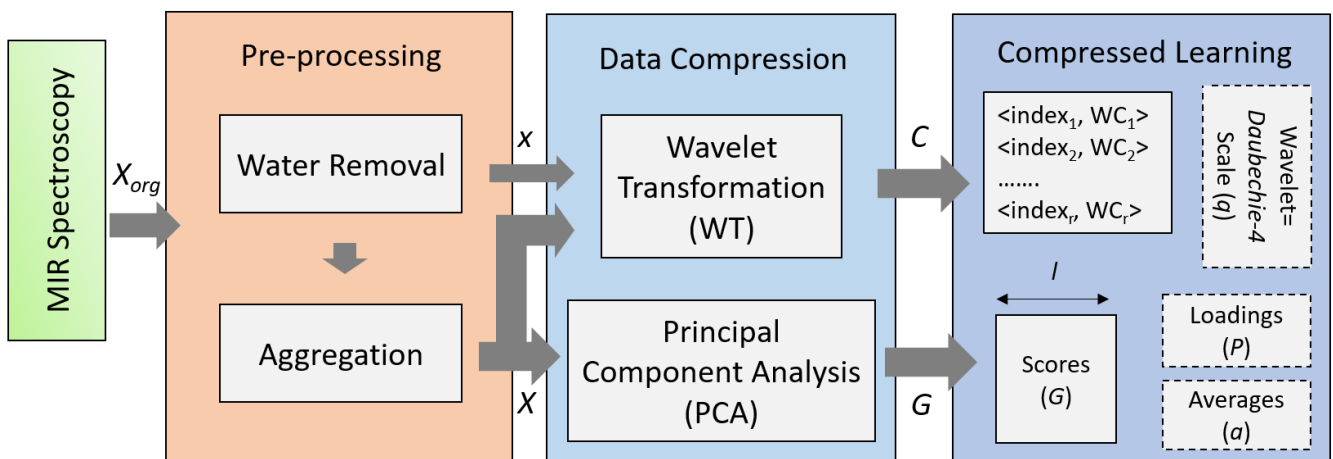 MIR Spectroscopy
X_org
Pre-processing
Water Removal
Aggregation
x
X
Data Compression
Wavelet
Transformation
(WT)
Principal
Component Analysis
(PCA)
C
G
Compressed Learning
<index₁, WC₁>
<index₂, WC₂>
.......
<indexᵣ, WCᵣ>
Wavelet=
Daubechie-4
Scale (q)
l
Scores
(G)
Loadings
(P)
Averages
(a)